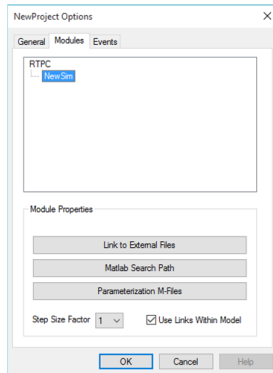 NewProject Options
General Modules Events
RTPC
NewSim
Module Properties
Link to External Files
Matlab Search Path
Parameterization M-Files
Step Size Factor 1 Use Links Within Model
OK Cancel Help